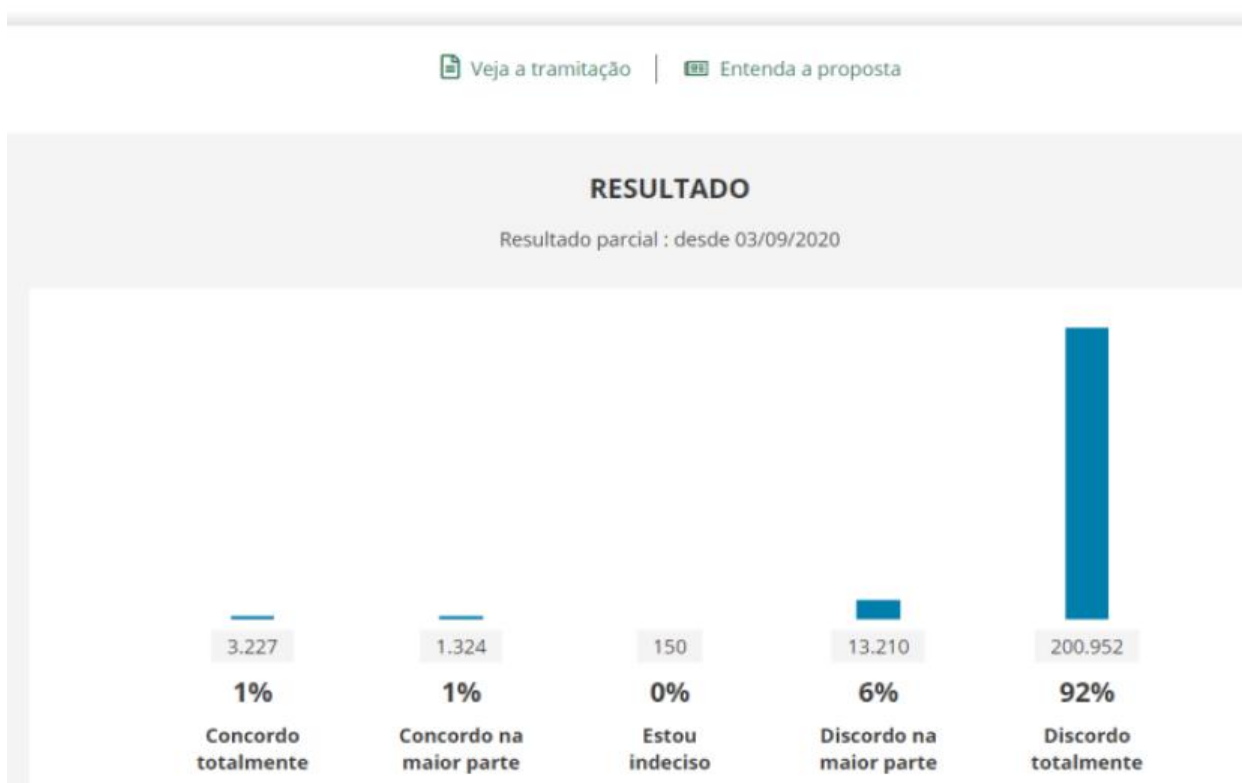 Veja a tramitação
Entenda a proposta
RESULTADO
Resultado parcial : desde 03/09/2020
3.227
1.324
150
13.210
200.952
1%
1%
0%
6%
92%
Concordo
totalmente
Concordo na
maior parte
Estou
indeciso
Discordo na
maior parte
Discordo
totalmente